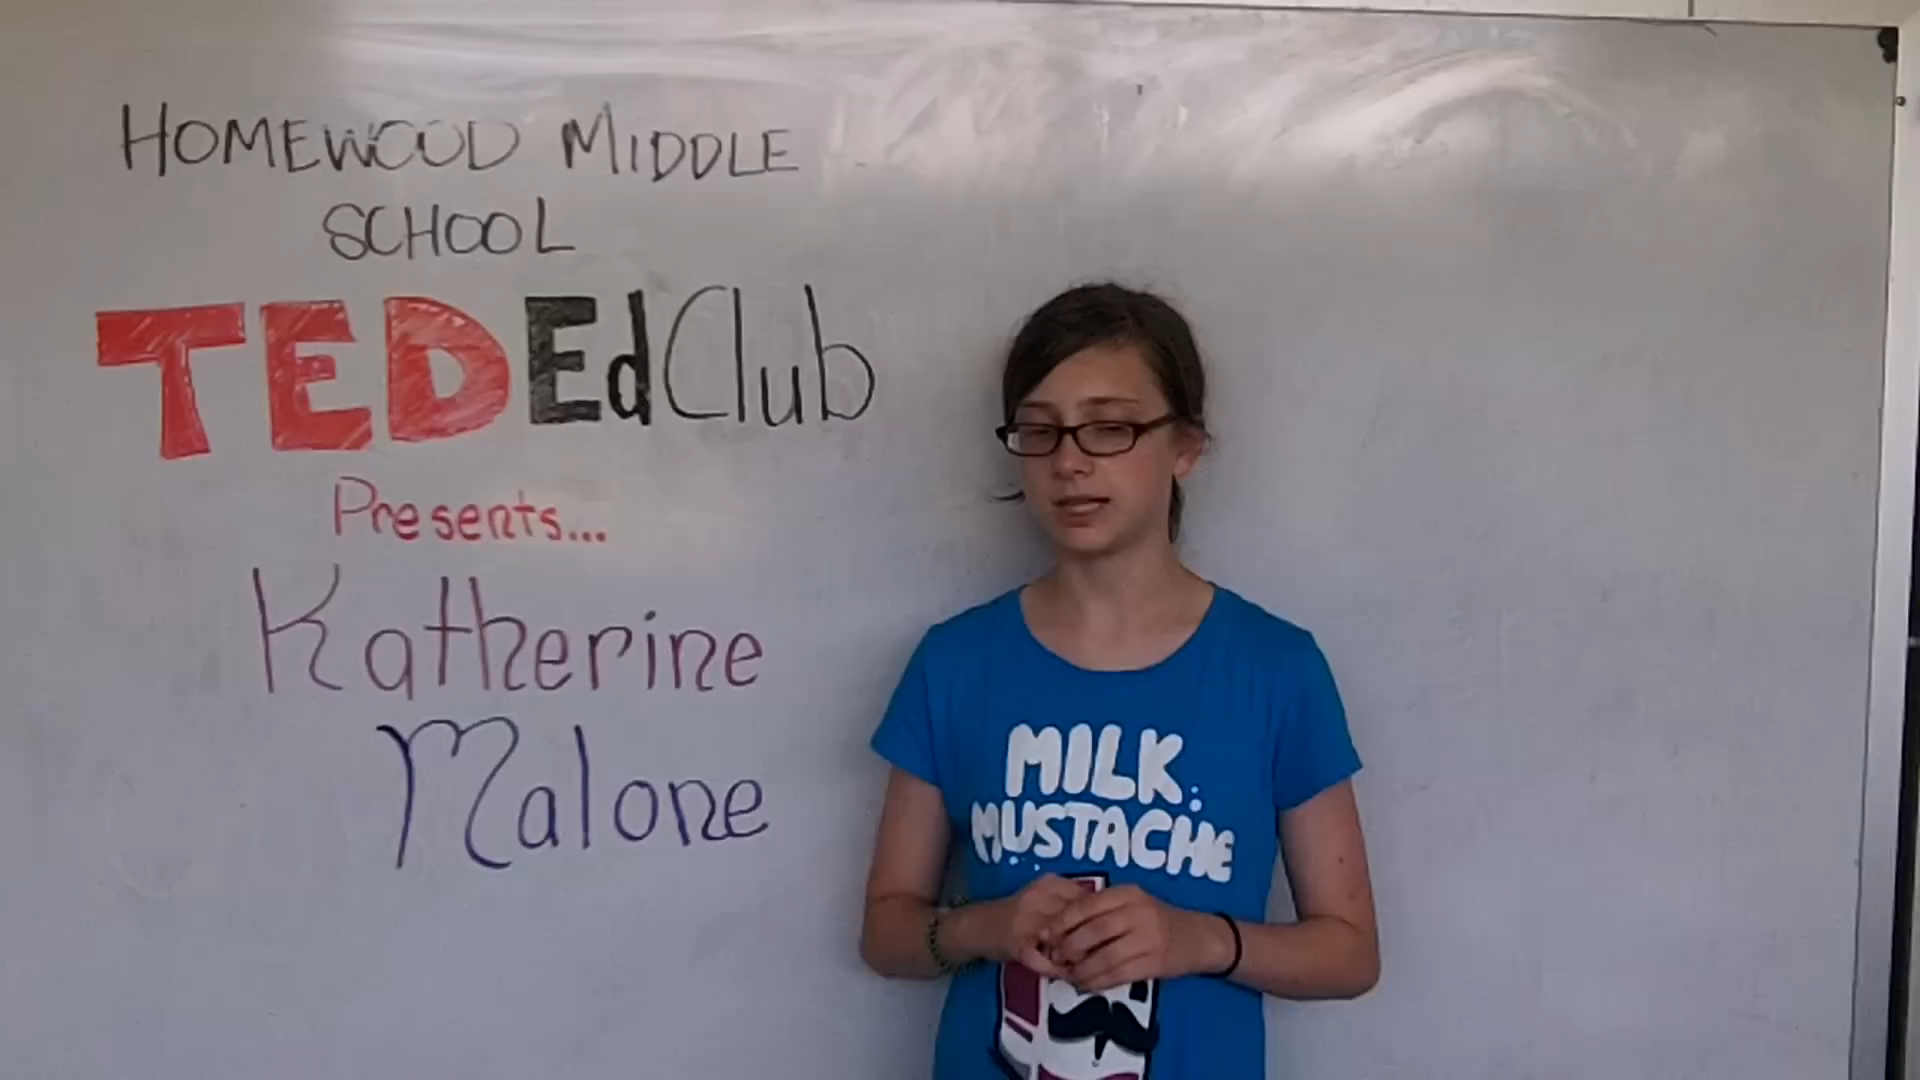 HOMEWOOD MIDDLE
SCHOOL
TEDEdClub
Presents...
Katherine
Malone
MILK
MUSTACHE